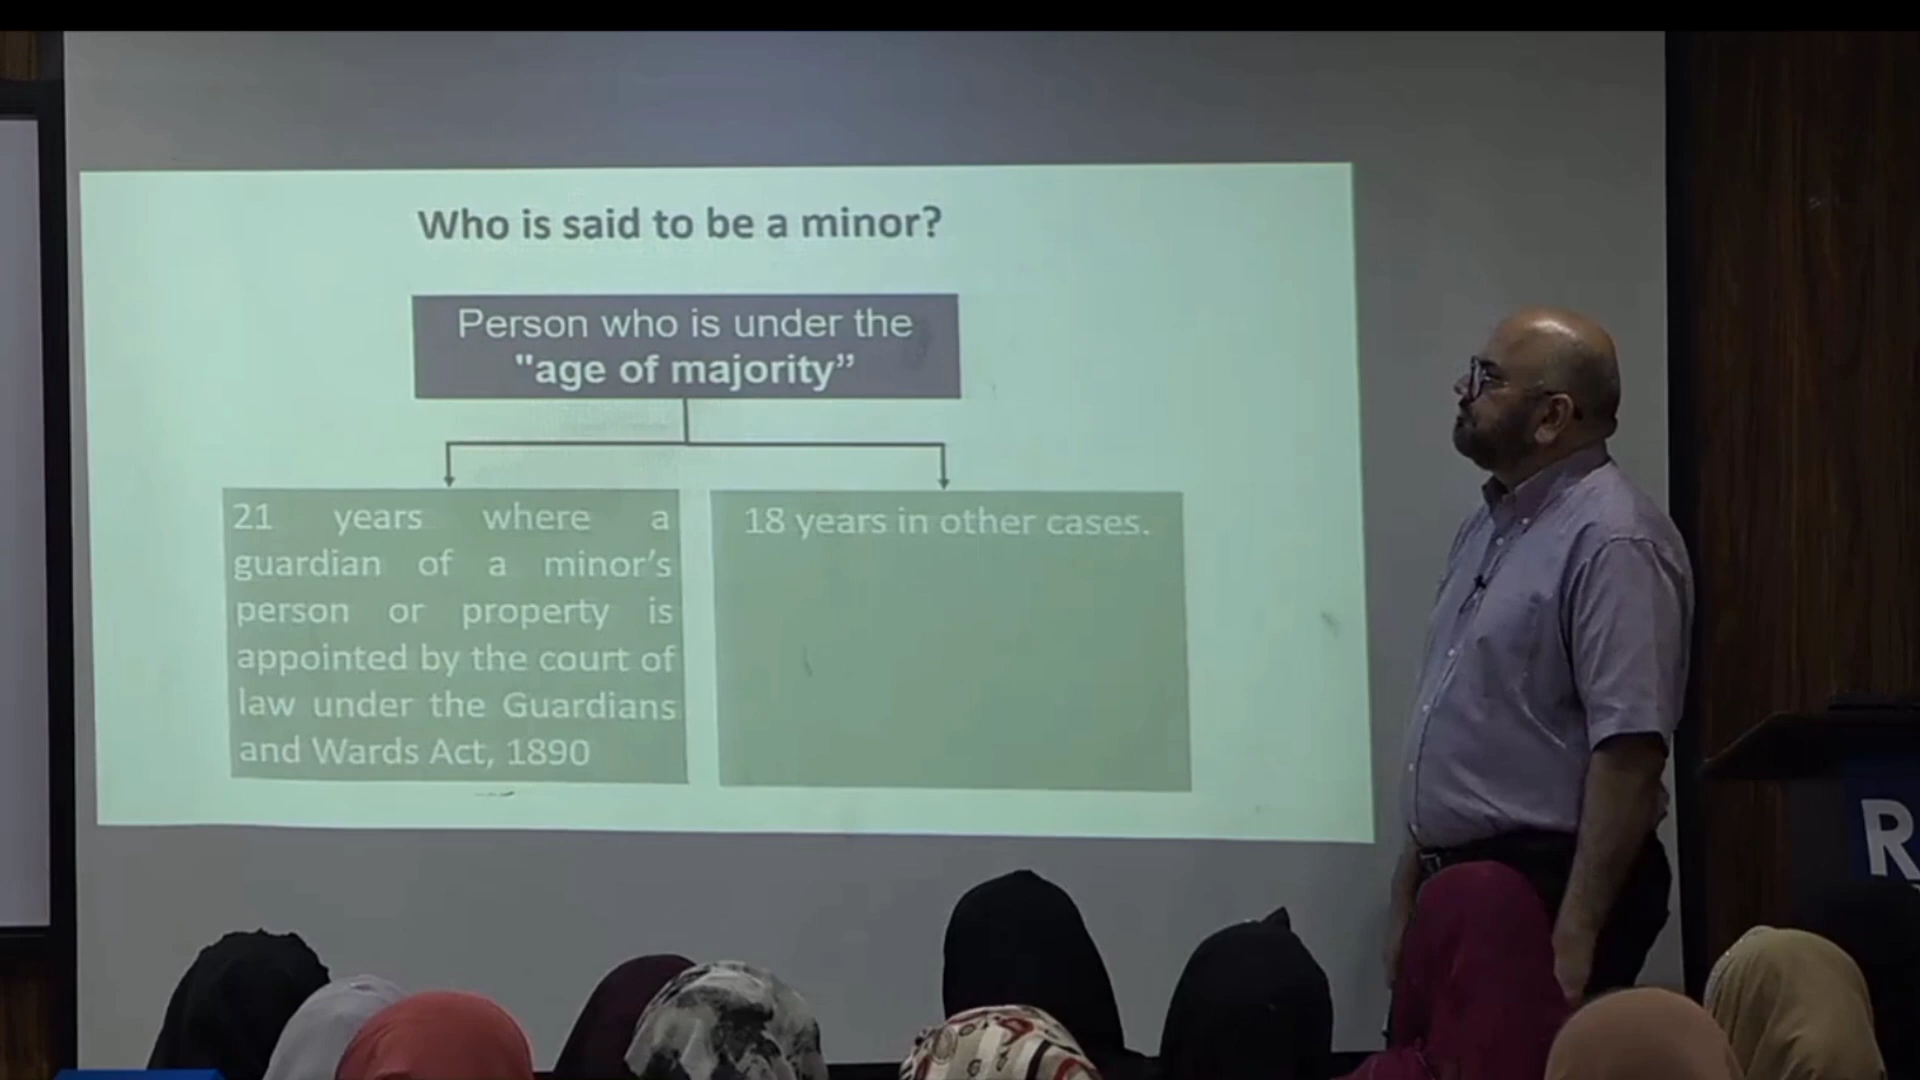 Who is said to be a minor?
Person who is under the
"age of majority”
21 years where a
guardian of a minor’s
person or property is
appointed by the court of
law under the Guardians
and Wards Act, 1890
18 years in other cases.
R